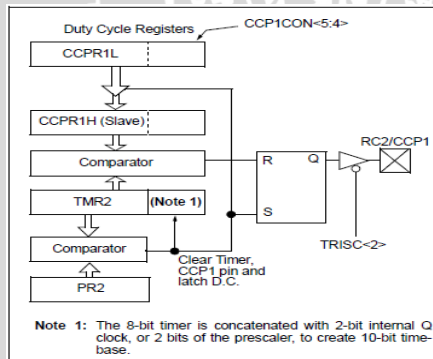 Duty Cycle Registers
CCP1CON<5:4>
CCPR1L
CCPR1H (Slave)
Comparator
R Q
RC2/CCP1
TMR2
(Note 1)
S
TRISC<2>
Comparator
Clear Timer,
CCP1 pin and
latch D.C.
PR2
Note 1: The 8-bit timer is concatenated with 2-bit internal Q
clock, or 2 bits of the prescaler, to create 10-bit time-
base.